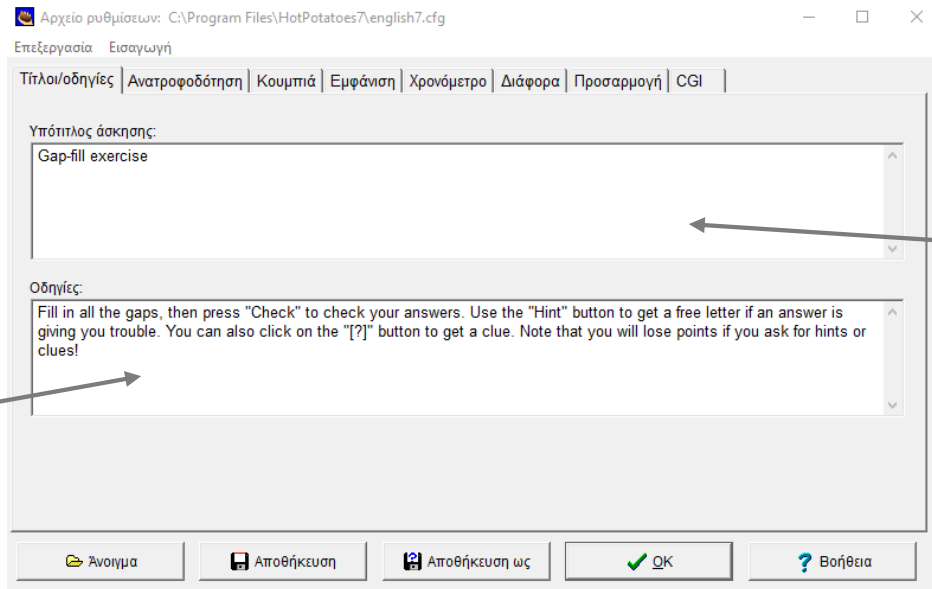 Αρχείο ρυθμίσεων: C:\Program Files\HotPotatoes7\english7.cfg
Επεξεργασία Εισαγωγή
Τίτλοι/οδηγίες Ανατροφοδότηση Κουμπιά Εμφάνιση Χρονόμετρο Διάφορα Προσαρμογή CGI
Υπότιτλος άσκησης:
Gap-fill exercise
Οδηγίες:
Fill in all the gaps, then press "Check" to check your answers. Use the "Hint" button to get a free letter if an answer is
giving you trouble. You can also click on the "[?]" button to get a clue. Note that you will lose points if you ask for hints or
clues!
Άνοιγμα Αποθήκευση Αποθήκευση ως OK Βοήθεια